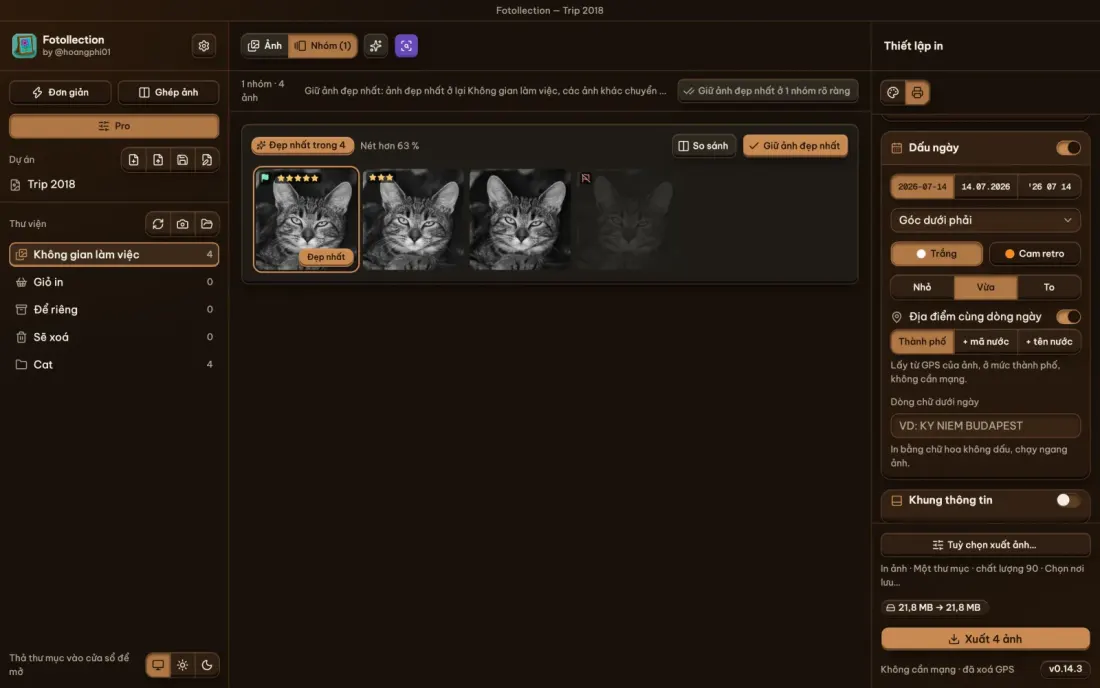 Fotollection — Trip 2018
Fotollection
by @hoangphi01
Đơn giản
Ghép ảnh
Pro
Dự án
Trip 2018
Thư viện
Không gian làm việc 4
Giỏ in 0
Để riêng 0
Sẽ xoá 0
Cat 4
Thả thư mục vào cửa sổ để
mở
Ảnh
Nhóm (1)
1 nhóm · 4
ảnh
Giữ ảnh đẹp nhất: ảnh đẹp nhất ở lại Không gian làm việc, các ảnh khác chuyển ...
Giữ ảnh đẹp nhất ở 1 nhóm rõ ràng
Đẹp nhất trong 4
Nét hơn 63 %
So sánh
Giữ ảnh đẹp nhất
Đẹp nhất
Thiết lập in
Dấu ngày
2026-07-14
14.07.2026
'26 07 14
Góc dưới phải
Trắng
Cam retro
Nhỏ
Vừa
To
Địa điểm cùng dòng ngày
Thành phố
+ mã nước
+ tên nước
Lấy từ GPS của ảnh, ở mức thành phố,
không cần mạng.
Dòng chữ dưới ngày
VD: KY NIEM BUDAPEST
In bằng chữ hoa không dấu, chạy ngang
ảnh.
Khung thông tin
Tuỳ chọn xuất ảnh...
In ảnh · Một thư mục · chất lượng 90 · Chọn nơi
lưu...
21,8 MB → 21,8 MB
Xuất 4 ảnh
Không cần mạng · đã xoá GPS
v0.14.3